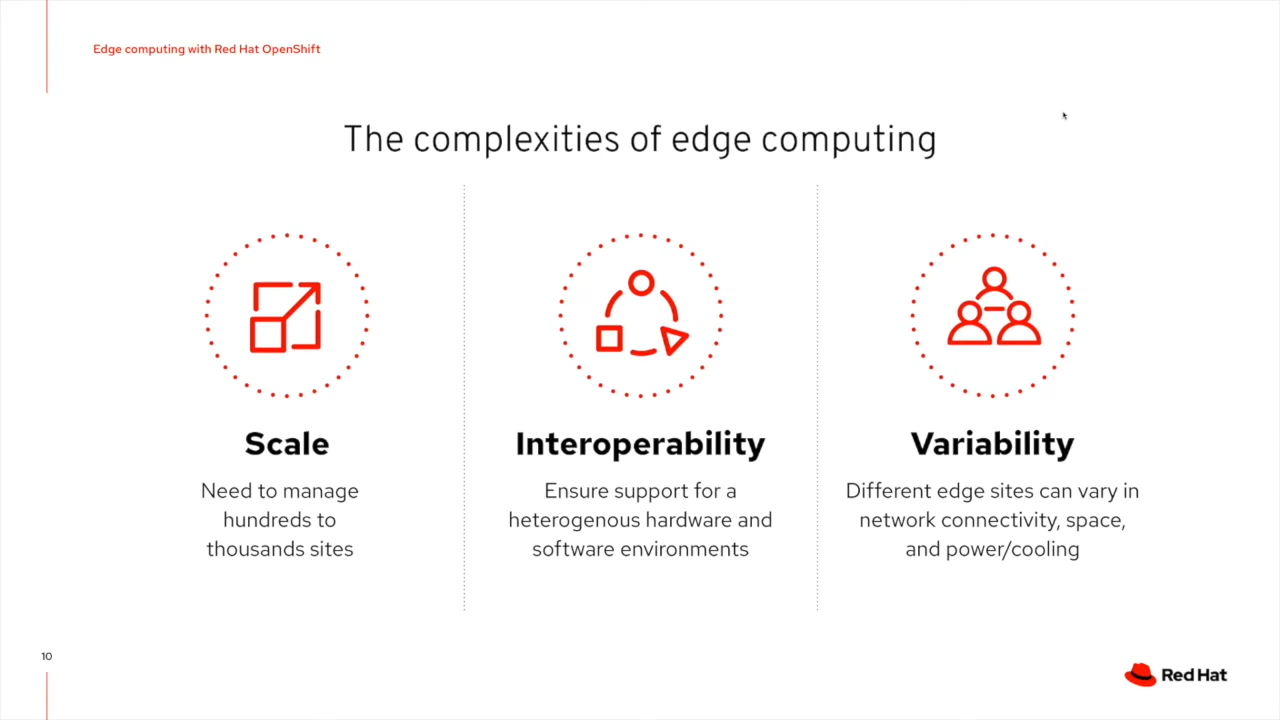 Edge computing with Red Hat OpenShift
The complexities of edge computing
Scale
Need to manage
hundreds to
thousands sites
Interoperability
Ensure support for a
heterogenous hardware and
software environments
Variability
Different edge sites can vary in
network connectivity, space,
and power/cooling
10
Red Hat